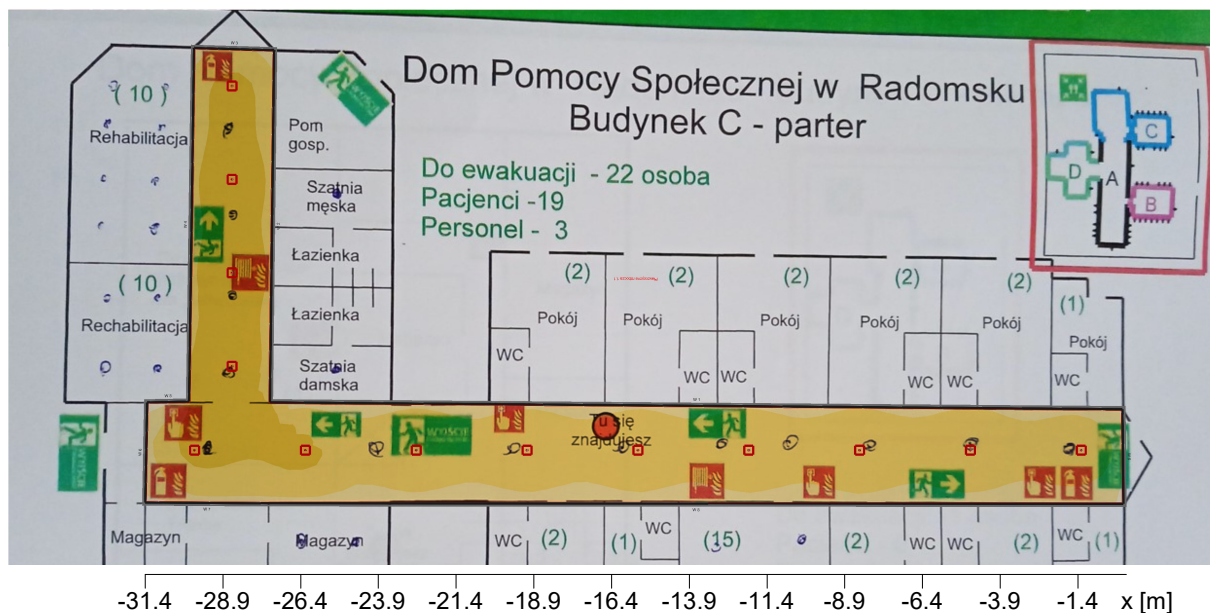 Dom Pomocy Społecznej w Radomsku
Budynek C - parter
Do ewakuacji - 22 osoba
Pacjenci -19
Personel - 3
( 10 )
Rehabilitacja
Pom
gosp.
WYJŚCIE
Szatnia
męska
Łazienka
( 10 )
Rechabilitacja
Łazienka
Szatnia
damska
C
D
A
B
(2)
(2)
(2)
(2)
(2)
(1)
Pokój
Pokój
Pokój
Pokój
Pokój
Pokój
WC
WC
WC
WC
WC
WC
WYJŚCIE
Tu się
znajdujesz
Magazyn
Magazyn
WC
(2)
(1)
WC
(15)
(2)
WC
WC
(2)
WC
(1)
-31.4 -28.9 -26.4 -23.9 -21.4 -18.9 -16.4 -13.9 -11.4 -8.9 -6.4 -3.9 -1.4 x [m]